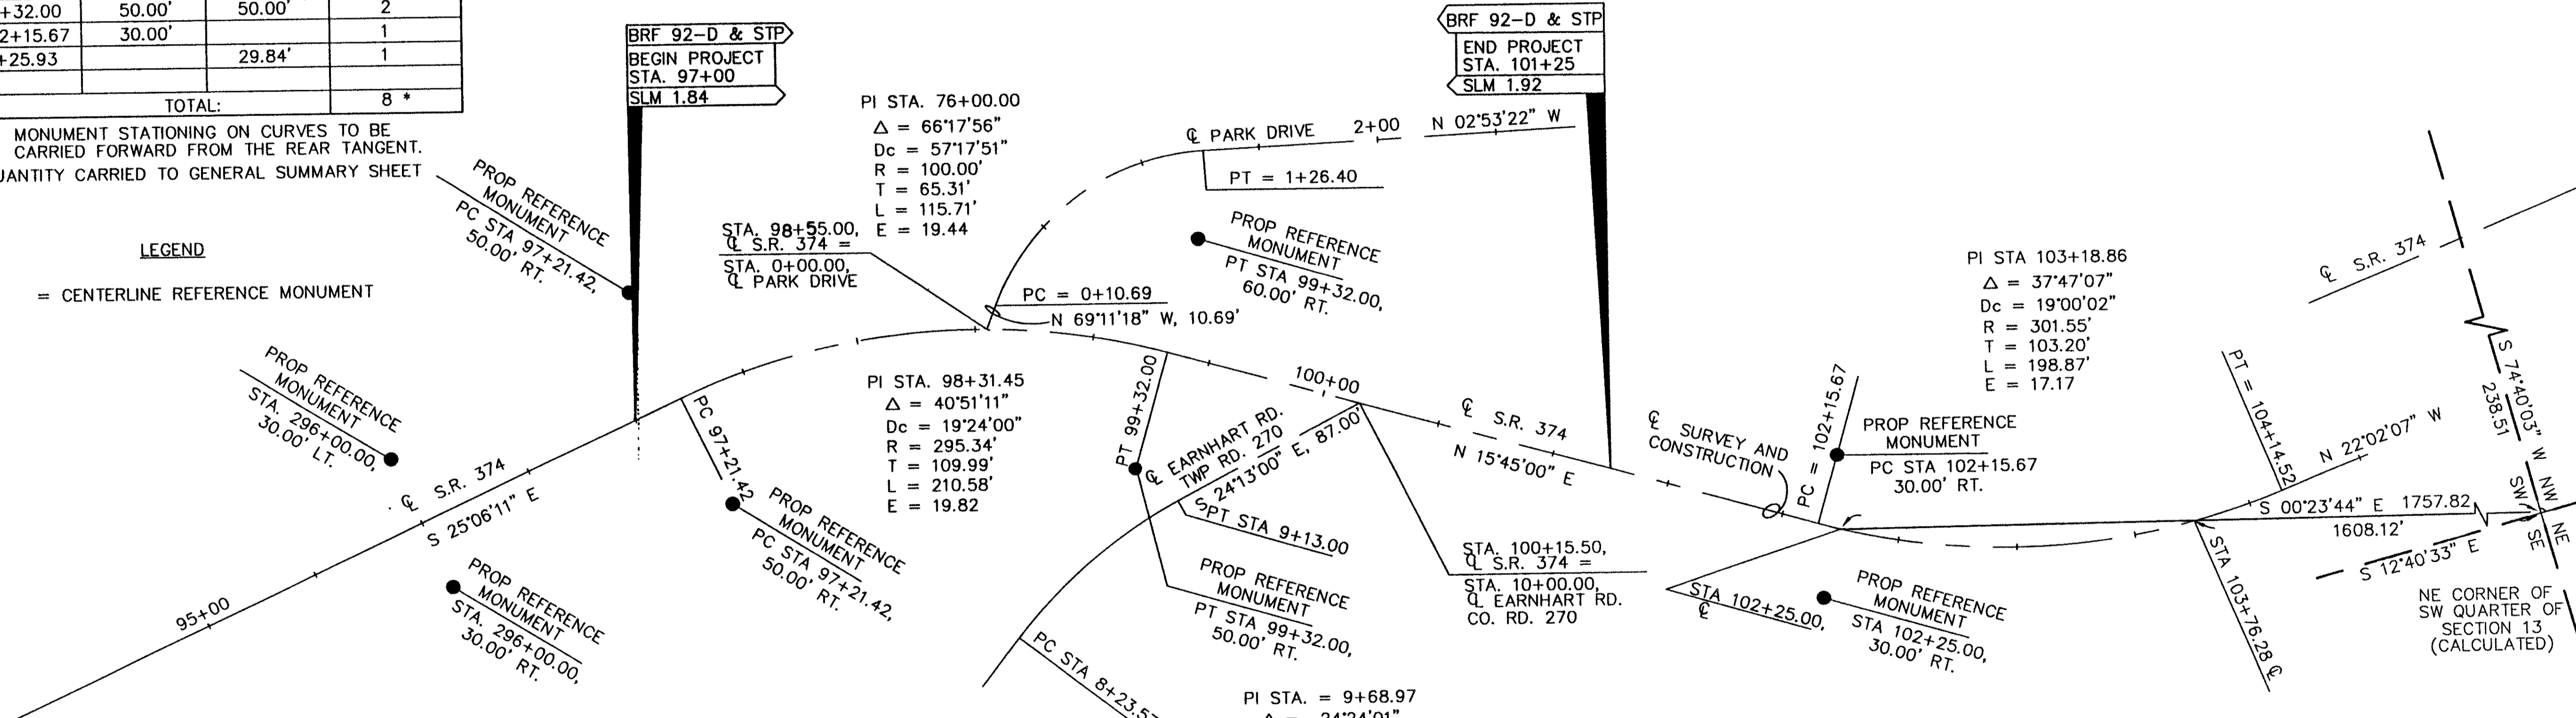 +32.00 50.00' 50.00' 2
2+15.67 30.00' 1
+25.93 29.84' 1
TOTAL: 8 *
MONUMENT STATIONING ON CURVES TO BE
CARRIED FORWARD FROM THE REAR TANGENT.
UANTITY CARRIED TO GENERAL SUMMARY SHEET
LEGEND
= CENTERLINE REFERENCE MONUMENT
BRF 92-D & STP
BEGIN PROJECT
STA. 97+00
SLM 1.84
PROP REFERENCE
MONUMENT
PC STA 97+21.42,
50.00' RT.
PROP REFERENCE
MONUMENT
STA. 296+00.00,
30.00' LT.
℄ S.R. 374
S 25°06'11" E
95+00
PROP REFERENCE
MONUMENT
STA. 296+00.00,
30.00' RT.
PC 97+21.42
PROP REFERENCE
MONUMENT
PC STA 97+21.42,
50.00' RT.
STA. 98+55.00,
℄ S.R. 374 =
STA. 0+00.00,
℄ PARK DRIVE
PI STA. 76+00.00
Δ = 66°17'56"
Dc = 57°17'51"
R = 100.00'
T = 65.31'
L = 115.71'
E = 19.44
PI STA. 98+31.45
Δ = 40°51'11"
Dc = 19°24'00"
R = 295.34'
T = 109.99'
L = 210.58'
E = 19.82
℄ PARK DRIVE 2+00 N 02°53'22" W
PT = 1+26.40
PROP REFERENCE
MONUMENT
PT STA 99+32.00,
60.00' RT.
PC = 0+10.69
N 69°11'18" W, 10.69'
PT 99+32.00
100+00
℄ EARNHART RD.
TWP RD. 270
S 24°13'00" E, 87.00'
PT STA 9+13.00
PROP REFERENCE
MONUMENT
PT STA 99+32.00,
50.00' RT.
PC STA 8+23.5
PI STA. = 9+68.97
Δ = 24°24'01"
BRF 92-D & STP
END PROJECT
STA. 101+25
SLM 1.92
℄ S.R. 374
N 15°45'00" E
STA. 100+15.50,
℄ S.R. 374 =
STA. 10+00.00,
℄ EARNHART RD.
CO. RD. 270
℄ SURVEY AND
CONSTRUCTION
PC = 102+15.67
PROP REFERENCE
MONUMENT
PC STA 102+15.67
30.00' RT.
PI STA 103+18.86
Δ = 37°47'07"
Dc = 19°00'02"
R = 301.55'
T = 103.20'
L = 198.87'
E = 17.17
STA 102+25.00,
℄
PROP REFERENCE
MONUMENT
STA 102+25.00,
30.00' RT.
℄ S.R. 374
PT = 104+14.52
N 22°02'07" W
S 74°40'03" W
238.51
S 00°23'44" E 1757.82
1608.12'
S 12°40'33" E
STA 103+76.28 ℄
SW NW
SE NE
NE CORNER OF
SW QUARTER OF
SECTION 13
(CALCULATED)